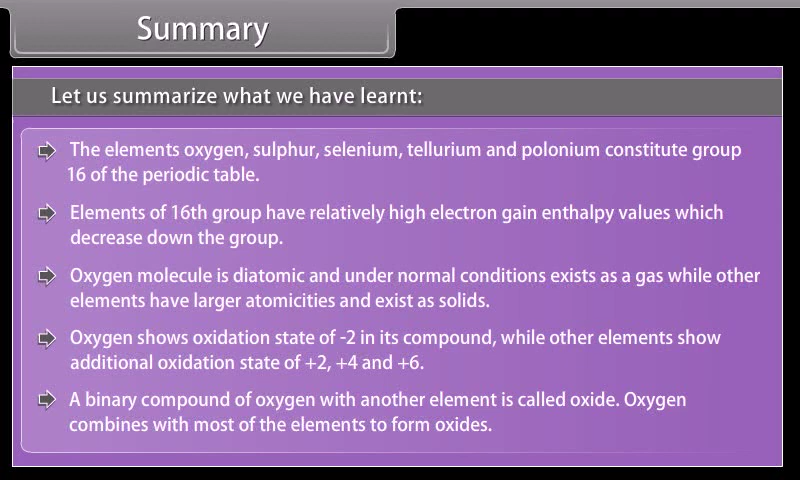 Summary
Let us summarize what we have learnt:
The elements oxygen, sulphur, selenium, tellurium and polonium constitute group
16 of the periodic table.
Elements of 16th group have relatively high electron gain enthalpy values which
decrease down the group.
Oxygen molecule is diatomic and under normal conditions exists as a gas while other
elements have larger atomicities and exist as solids.
Oxygen shows oxidation state of -2 in its compound, while other elements show
additional oxidation state of +2, +4 and +6.
A binary compound of oxygen with another element is called oxide. Oxygen
combines with most of the elements to form oxides.